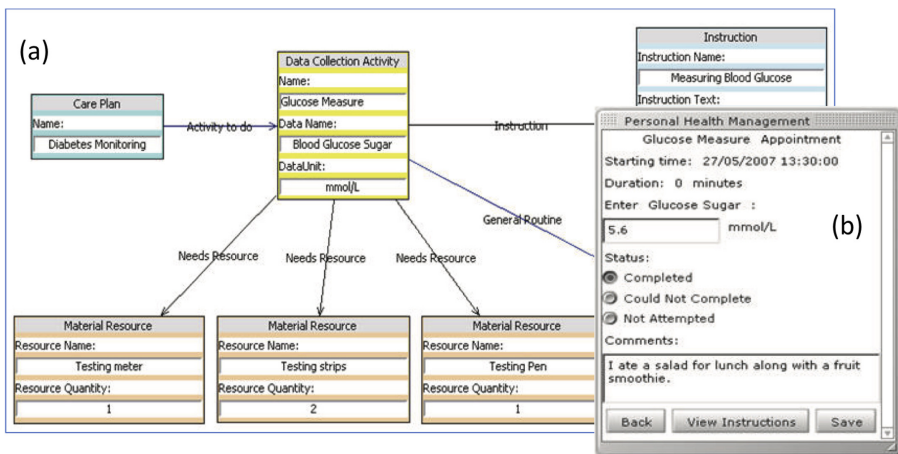 (a)
Care Plan
Name:
Diabetes Monitoring
Activity to do
Data Collection Activity
Name:
Glucose Measure
Data Name:
Blood Glucose Sugar
DataUnit:
mmol/L
Instruction
Instruction
Instruction Name:
Measuring Blood Glucose
Instruction Text:
General Routine
Needs Resource
Needs Resource
Needs Resource
Material Resource
Resource Name:
Testing meter
Resource Quantity:
1
Material Resource
Resource Name:
Testing strips
Resource Quantity:
2
Material Resource
Resource Name:
Testing Pen
Resource Quantity:
1
(b)
Personal Health Management
Glucose Measure Appointment
Starting time: 27/05/2007 13:30:00
Duration: 0 minutes
Enter Glucose Sugar :
5.6 mmol/L
Status:
Completed
Could Not Complete
Not Attempted
Comments:
I ate a salad for lunch along with a fruit
smoothie.
Back View Instructions Save